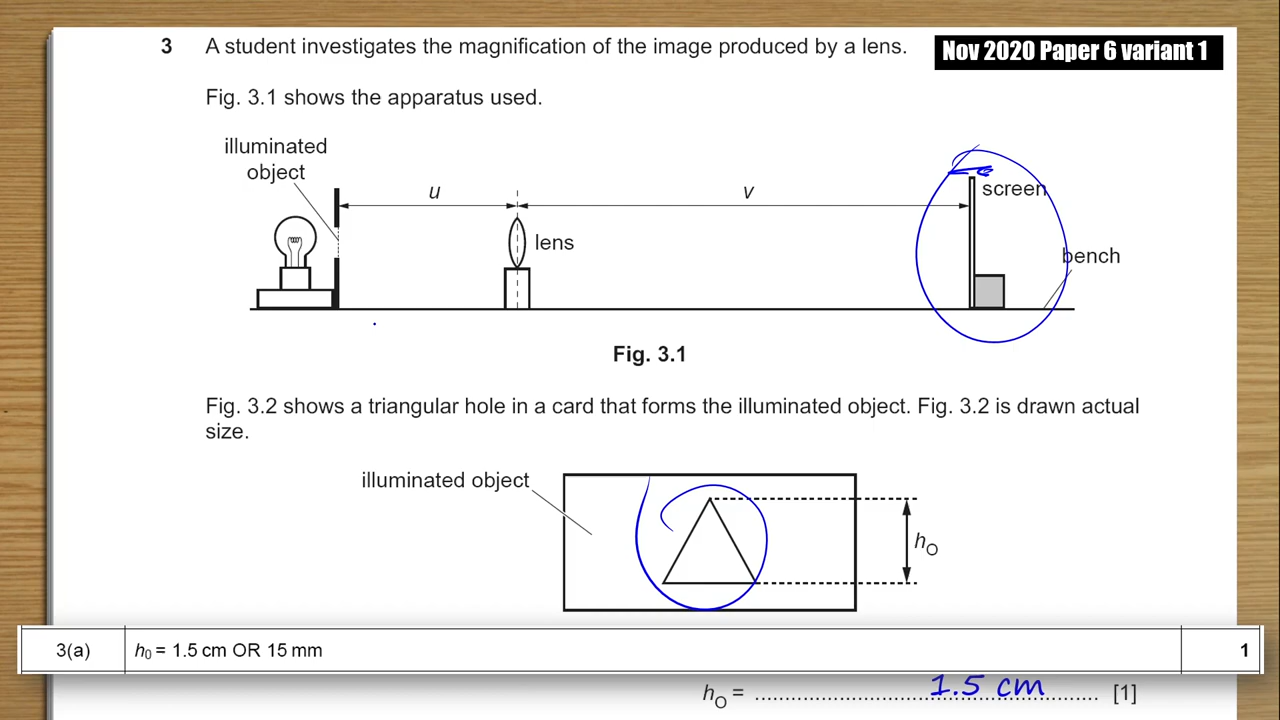 3 A student investigates the magnification of the image produced by a lens.
Nov 2020 Paper 6 variant 1
Fig. 3.1 shows the apparatus used.
illuminated
object
u
v
screen
lens
bench
Fig. 3.1
Fig. 3.2 shows a triangular hole in a card that forms the illuminated object. Fig. 3.2 is drawn actual
size.
illuminated object
hO
3(a) h0 = 1.5 cm OR 15 mm 1
hO = 1.5 cm [1]